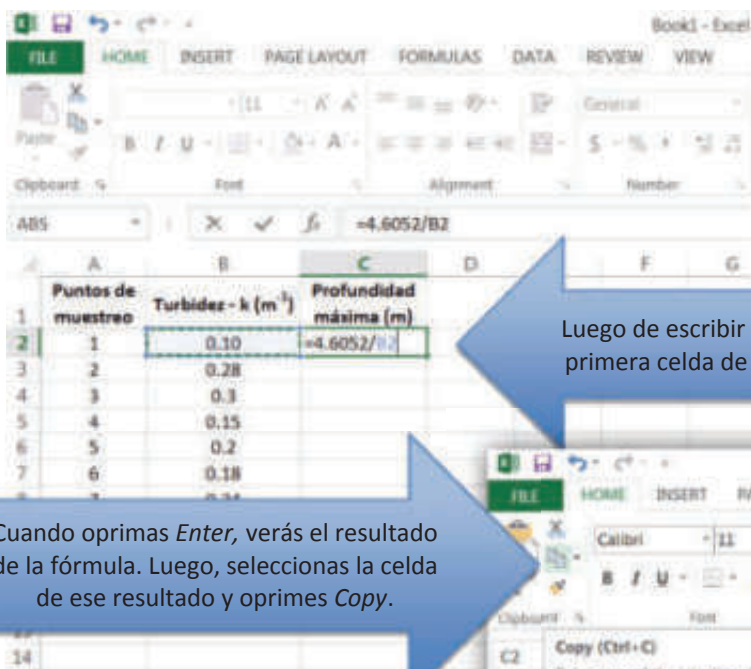 Book1 - Excel
FILE HOME INSERT PAGE LAYOUT FORMULAS DATA REVIEW VIEW
11 General
Paste
B I U A $ %
Clipboard Font Alignment Number
ABS fx =4.6052/B2
A B C D F G
1 Puntos de muestreo Turbidez - k (m⁻¹) Profundidad máxima (m)
2 1 0.10 =4.6052/B2
3 2 0.28
4 3 0.3
5 4 0.15
6 5 0.2
7 6 0.18
Luego de escribir
primera celda de
Cuando oprimas Enter, verás el resultado
de la fórmula. Luego, seleccionas la celda
de ese resultado y oprimes Copy.
14
FILE HOME INSERT
Calibri 11
B I U
Clipboard Font
C2 Copy (Ctrl+C)